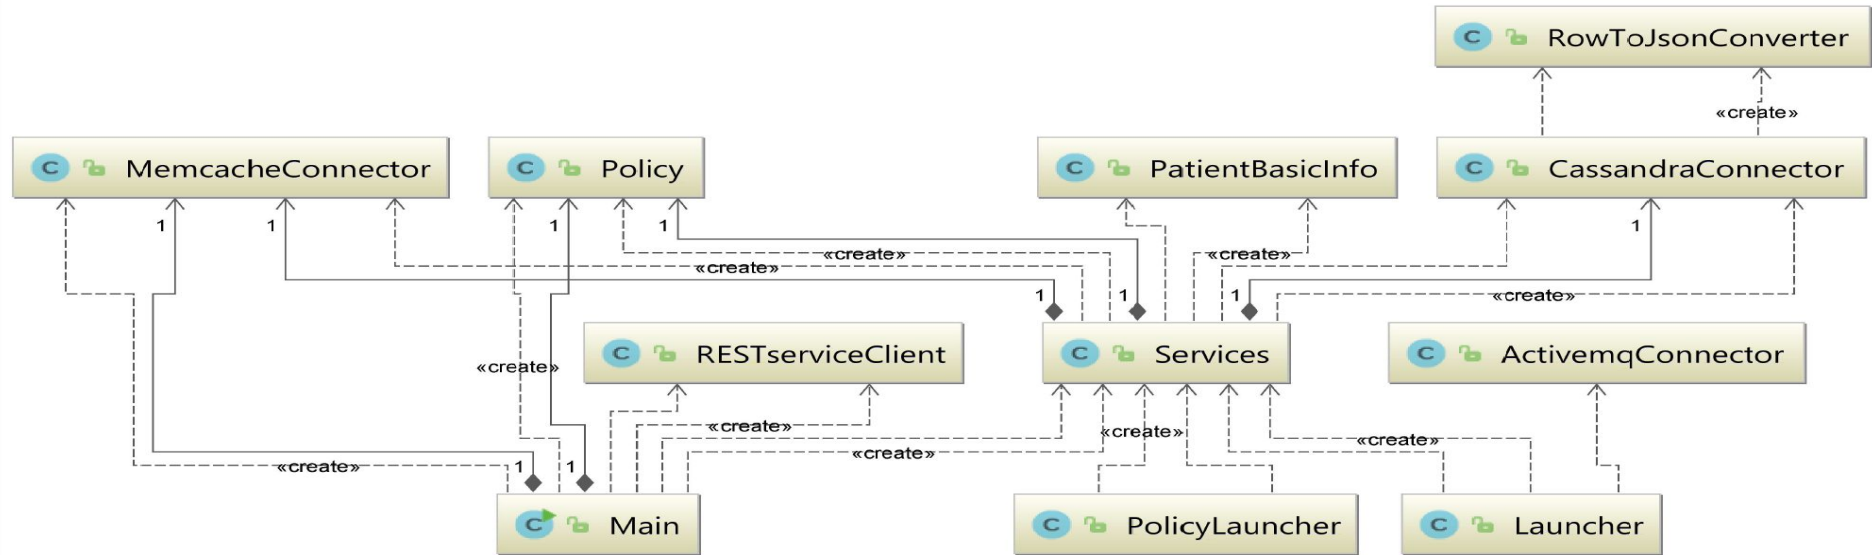 C RowToJsonConverter
«create»
C MemcacheConnector
C Policy
C PatientBasicInfo
C CassandraConnector
1
1
1
1
1
«create»
«create»
«create»
«create»
1
1
1
C RESTserviceClient
C Services
C ActivemqConnector
«create»
«create»
«create»
«create»
«create»
«create»
1
1
C Main
C PolicyLauncher
C Launcher